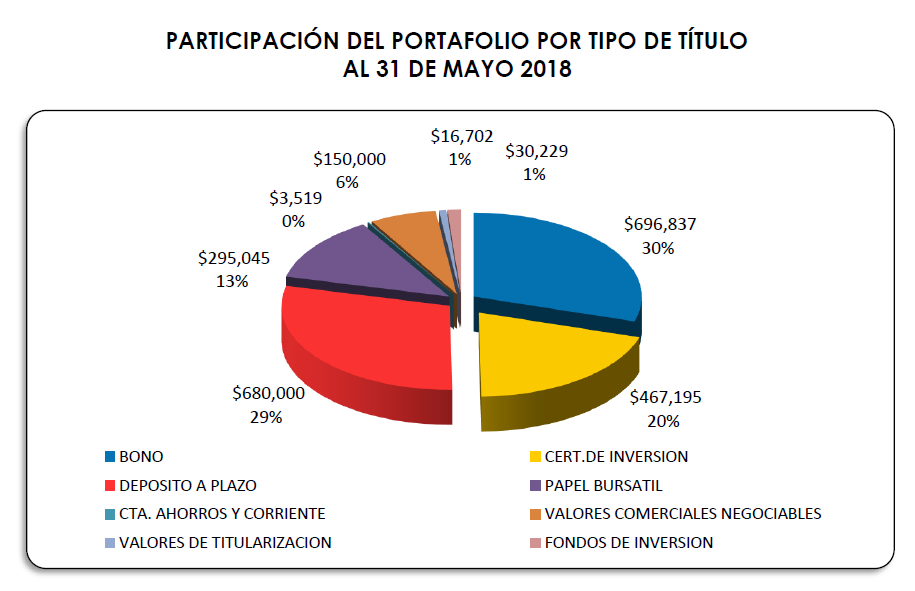 PARTICIPACIÓN DEL PORTAFOLIO POR TIPO DE TÍTULO
AL 31 DE MAYO 2018
$16,702
1%
$30,229
1%
$150,000
6%
$3,519
0%
$696,837
30%
$295,045
13%
$680,000
29%
$467,195
20%
BONO
CERT.DE INVERSION
DEPOSITO A PLAZO
PAPEL BURSATIL
CTA. AHORROS Y CORRIENTE
VALORES COMERCIALES NEGOCIABLES
VALORES DE TITULARIZACION
FONDOS DE INVERSION